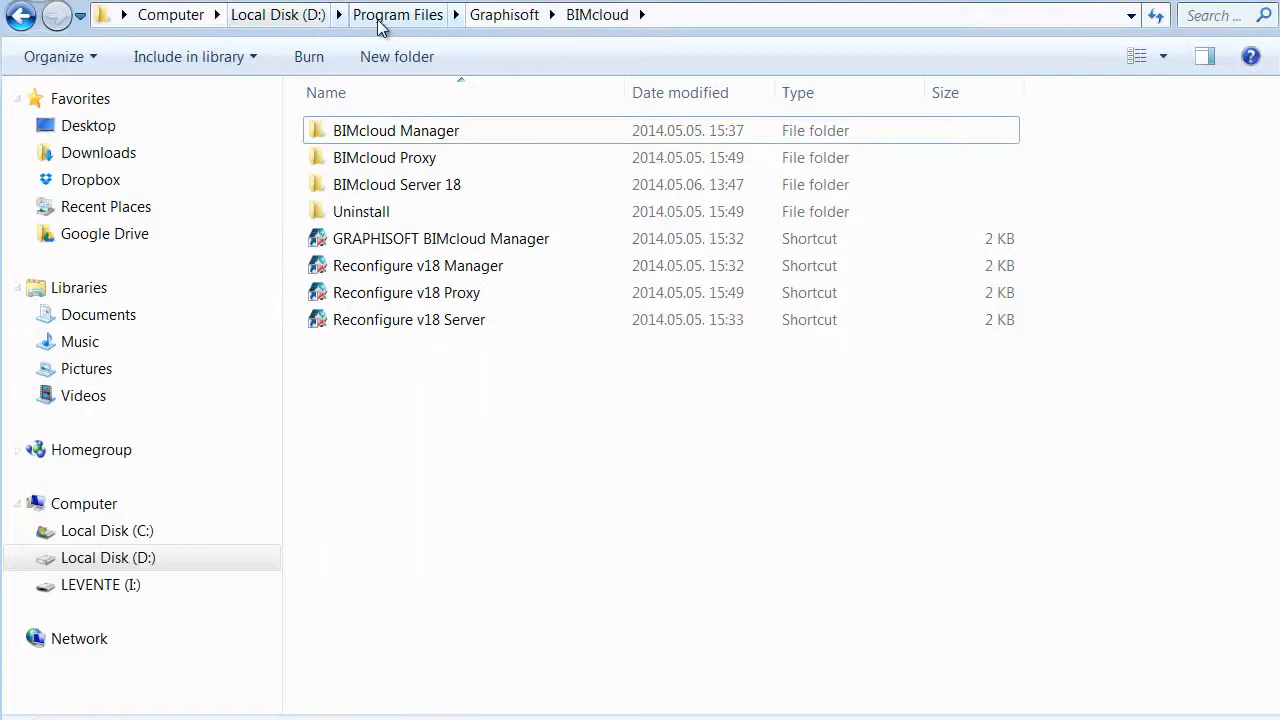 Computer Local Disk (D:) Program Files Graphisoft BIMcloud Search ...
Organize Include in library Burn New folder
Favorites
Desktop
Downloads
Dropbox
Recent Places
Google Drive
Libraries
Documents
Music
Pictures
Videos
Homegroup
Computer
Local Disk (C:)
Local Disk (D:)
LEVENTE (I:)
Network
Name Date modified Type Size
BIMcloud Manager 2014.05.05. 15:37 File folder
BIMcloud Proxy 2014.05.05. 15:49 File folder
BIMcloud Server 18 2014.05.06. 13:47 File folder
Uninstall 2014.05.05. 15:49 File folder
GRAPHISOFT BIMcloud Manager 2014.05.05. 15:32 Shortcut 2 KB
Reconfigure v18 Manager 2014.05.05. 15:32 Shortcut 2 KB
Reconfigure v18 Proxy 2014.05.05. 15:49 Shortcut 2 KB
Reconfigure v18 Server 2014.05.05. 15:33 Shortcut 2 KB